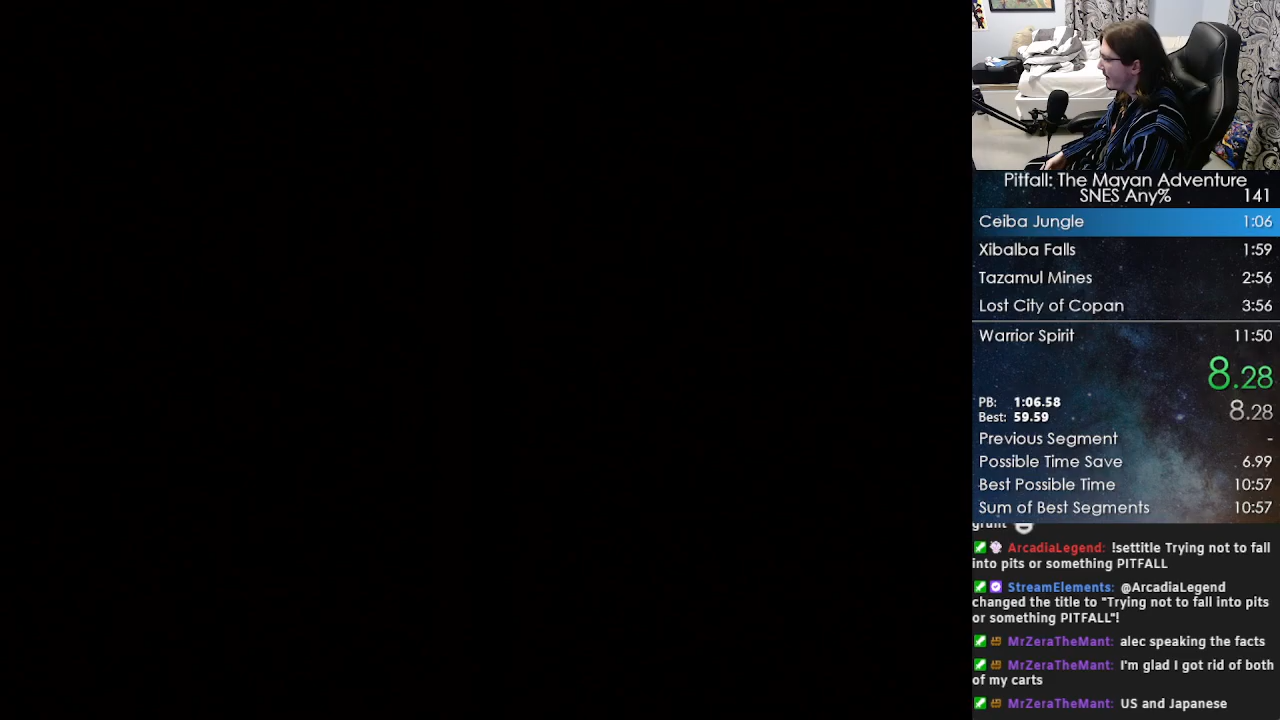 Pitfall: The Mayan Adventure
SNES Any% 141
Ceiba Jungle 1:06
Xibalba Falls 1:59
Tazamul Mines 2:56
Lost City of Copan 3:56
Warrior Spirit 11:50
8.28
PB: 1:06.58
8.28
Best: 59.59
Previous Segment -
Possible Time Save 6.99
Best Possible Time 10:57
Sum of Best Segments 10:57
grunt
ArcadiaLegend: !settitle Trying not to fall
into pits or something PITFALL
StreamElements: @ArcadiaLegend
changed the title to "Trying not to fall into pits
or something PITFALL"!
MrZeraTheMant: alec speaking the facts
MrZeraTheMant: I'm glad I got rid of both
of my carts
MrZeraTheMant: US and Japanese